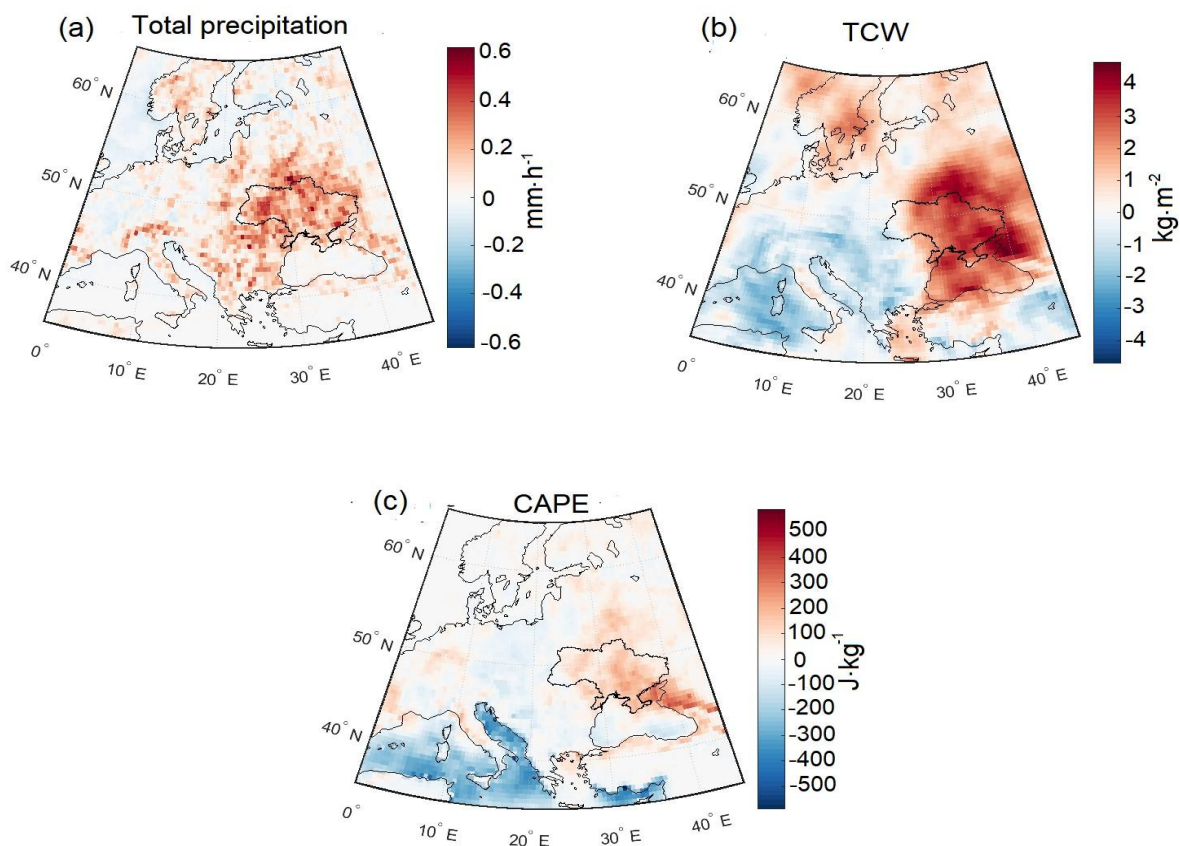 (a) Total precipitation
60° N
50° N
40° N
0°
10° E
20° E
30° E
40° E
0.6
0.4
0.2
0
-0.2
-0.4
-0.6
mm·h⁻¹
(b) TCW
60° N
50° N
40° N
0°
10° E
20° E
30° E
40° E
4
3
2
1
0
-1
-2
-3
-4
kg·m⁻²
(c) CAPE
60° N
50° N
40° N
0°
10° E
20° E
30° E
40° E
500
400
300
200
100
0
-100
-200
-300
-400
-500
J·kg⁻¹